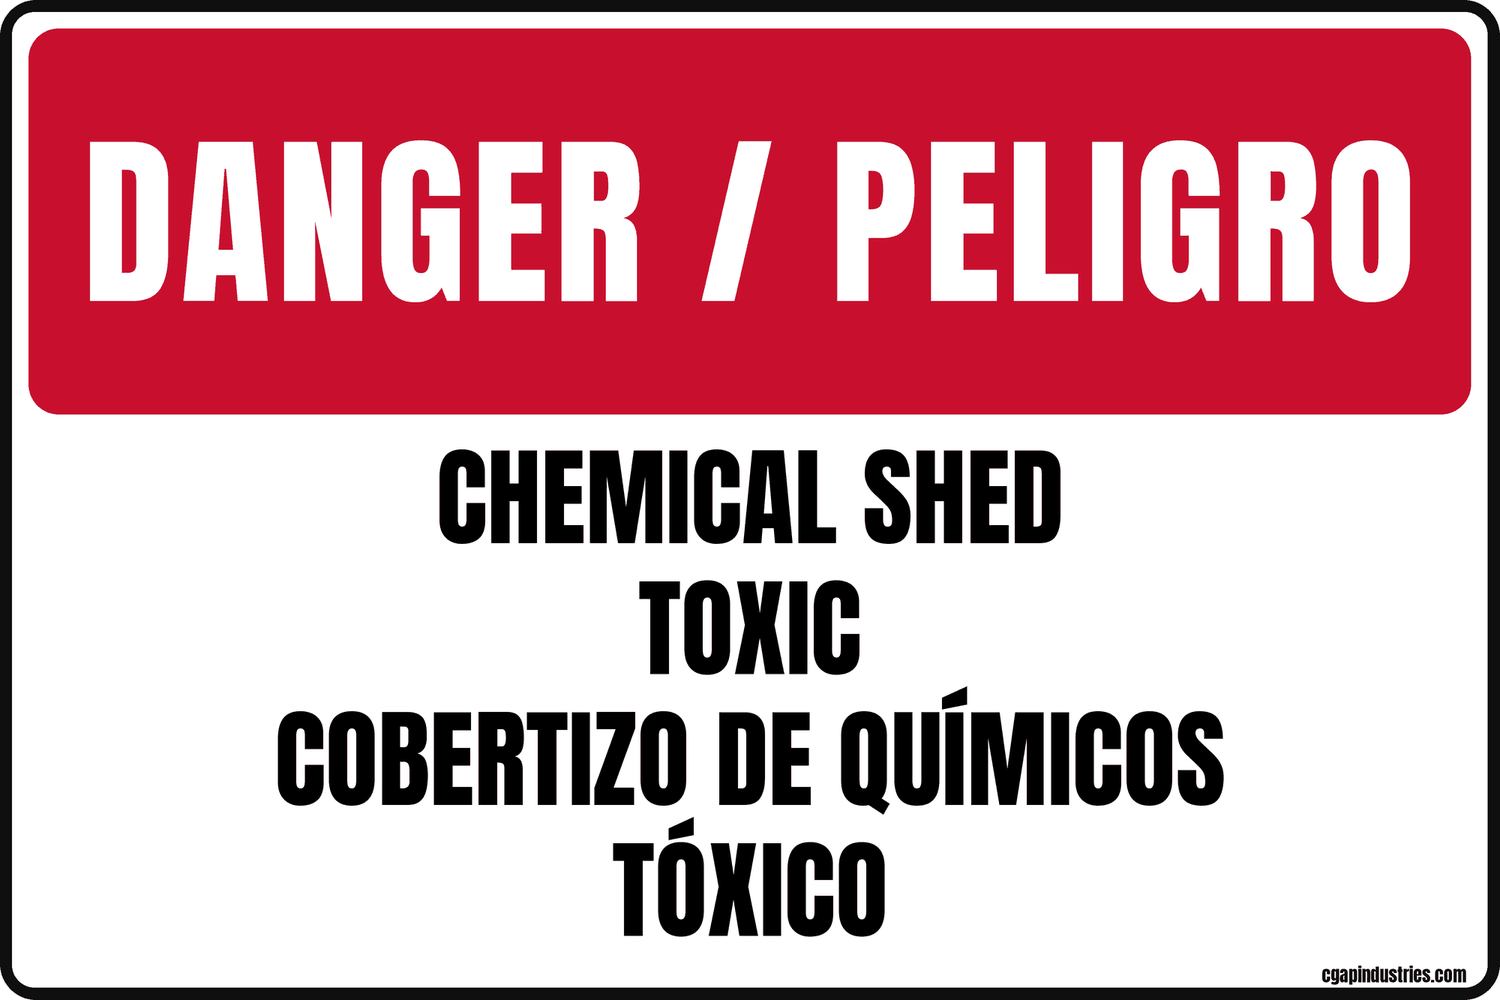 DANGER / PELIGRO
CHEMICAL SHED
TOXIC
COBERTIZO DE QUÍMICOS
TÓXICO
cgapindustries.com